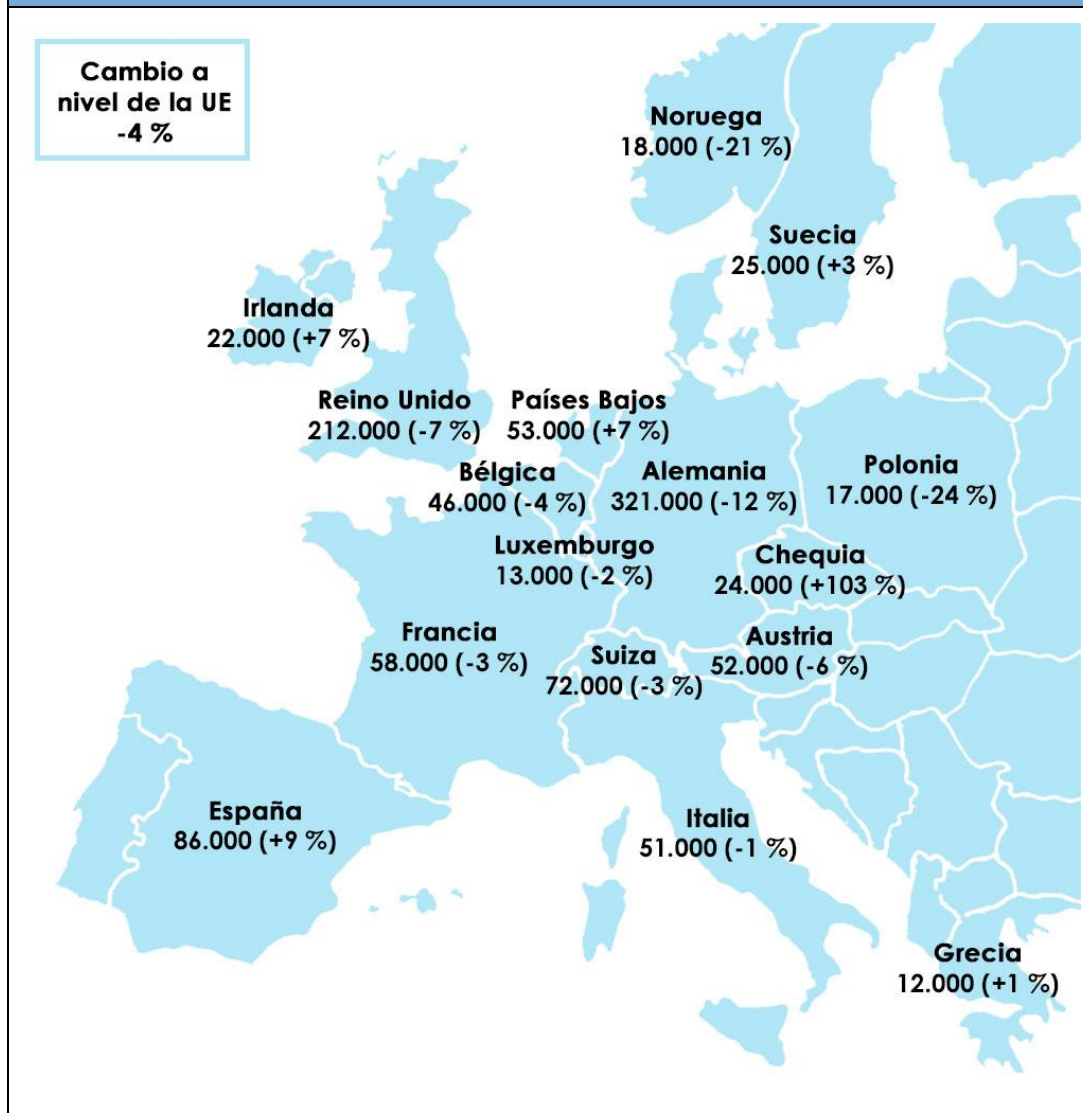 Cambio a
nivel de la UE
-4 %
Noruega
18.000 (-21 %)
Suecia
25.000 (+3 %)
Irlanda
22.000 (+7 %)
Reino Unido
212.000 (-7 %)
Países Bajos
53.000 (+7 %)
Bélgica
46.000 (-4 %)
Alemania
321.000 (-12 %)
Polonia
17.000 (-24 %)
Luxemburgo
13.000 (-2 %)
Chequia
24.000 (+103 %)
Francia
58.000 (-3 %)
Suiza
72.000 (-3 %)
Austria
52.000 (-6 %)
España
86.000 (+9 %)
Italia
51.000 (-1 %)
Grecia
12.000 (+1 %)